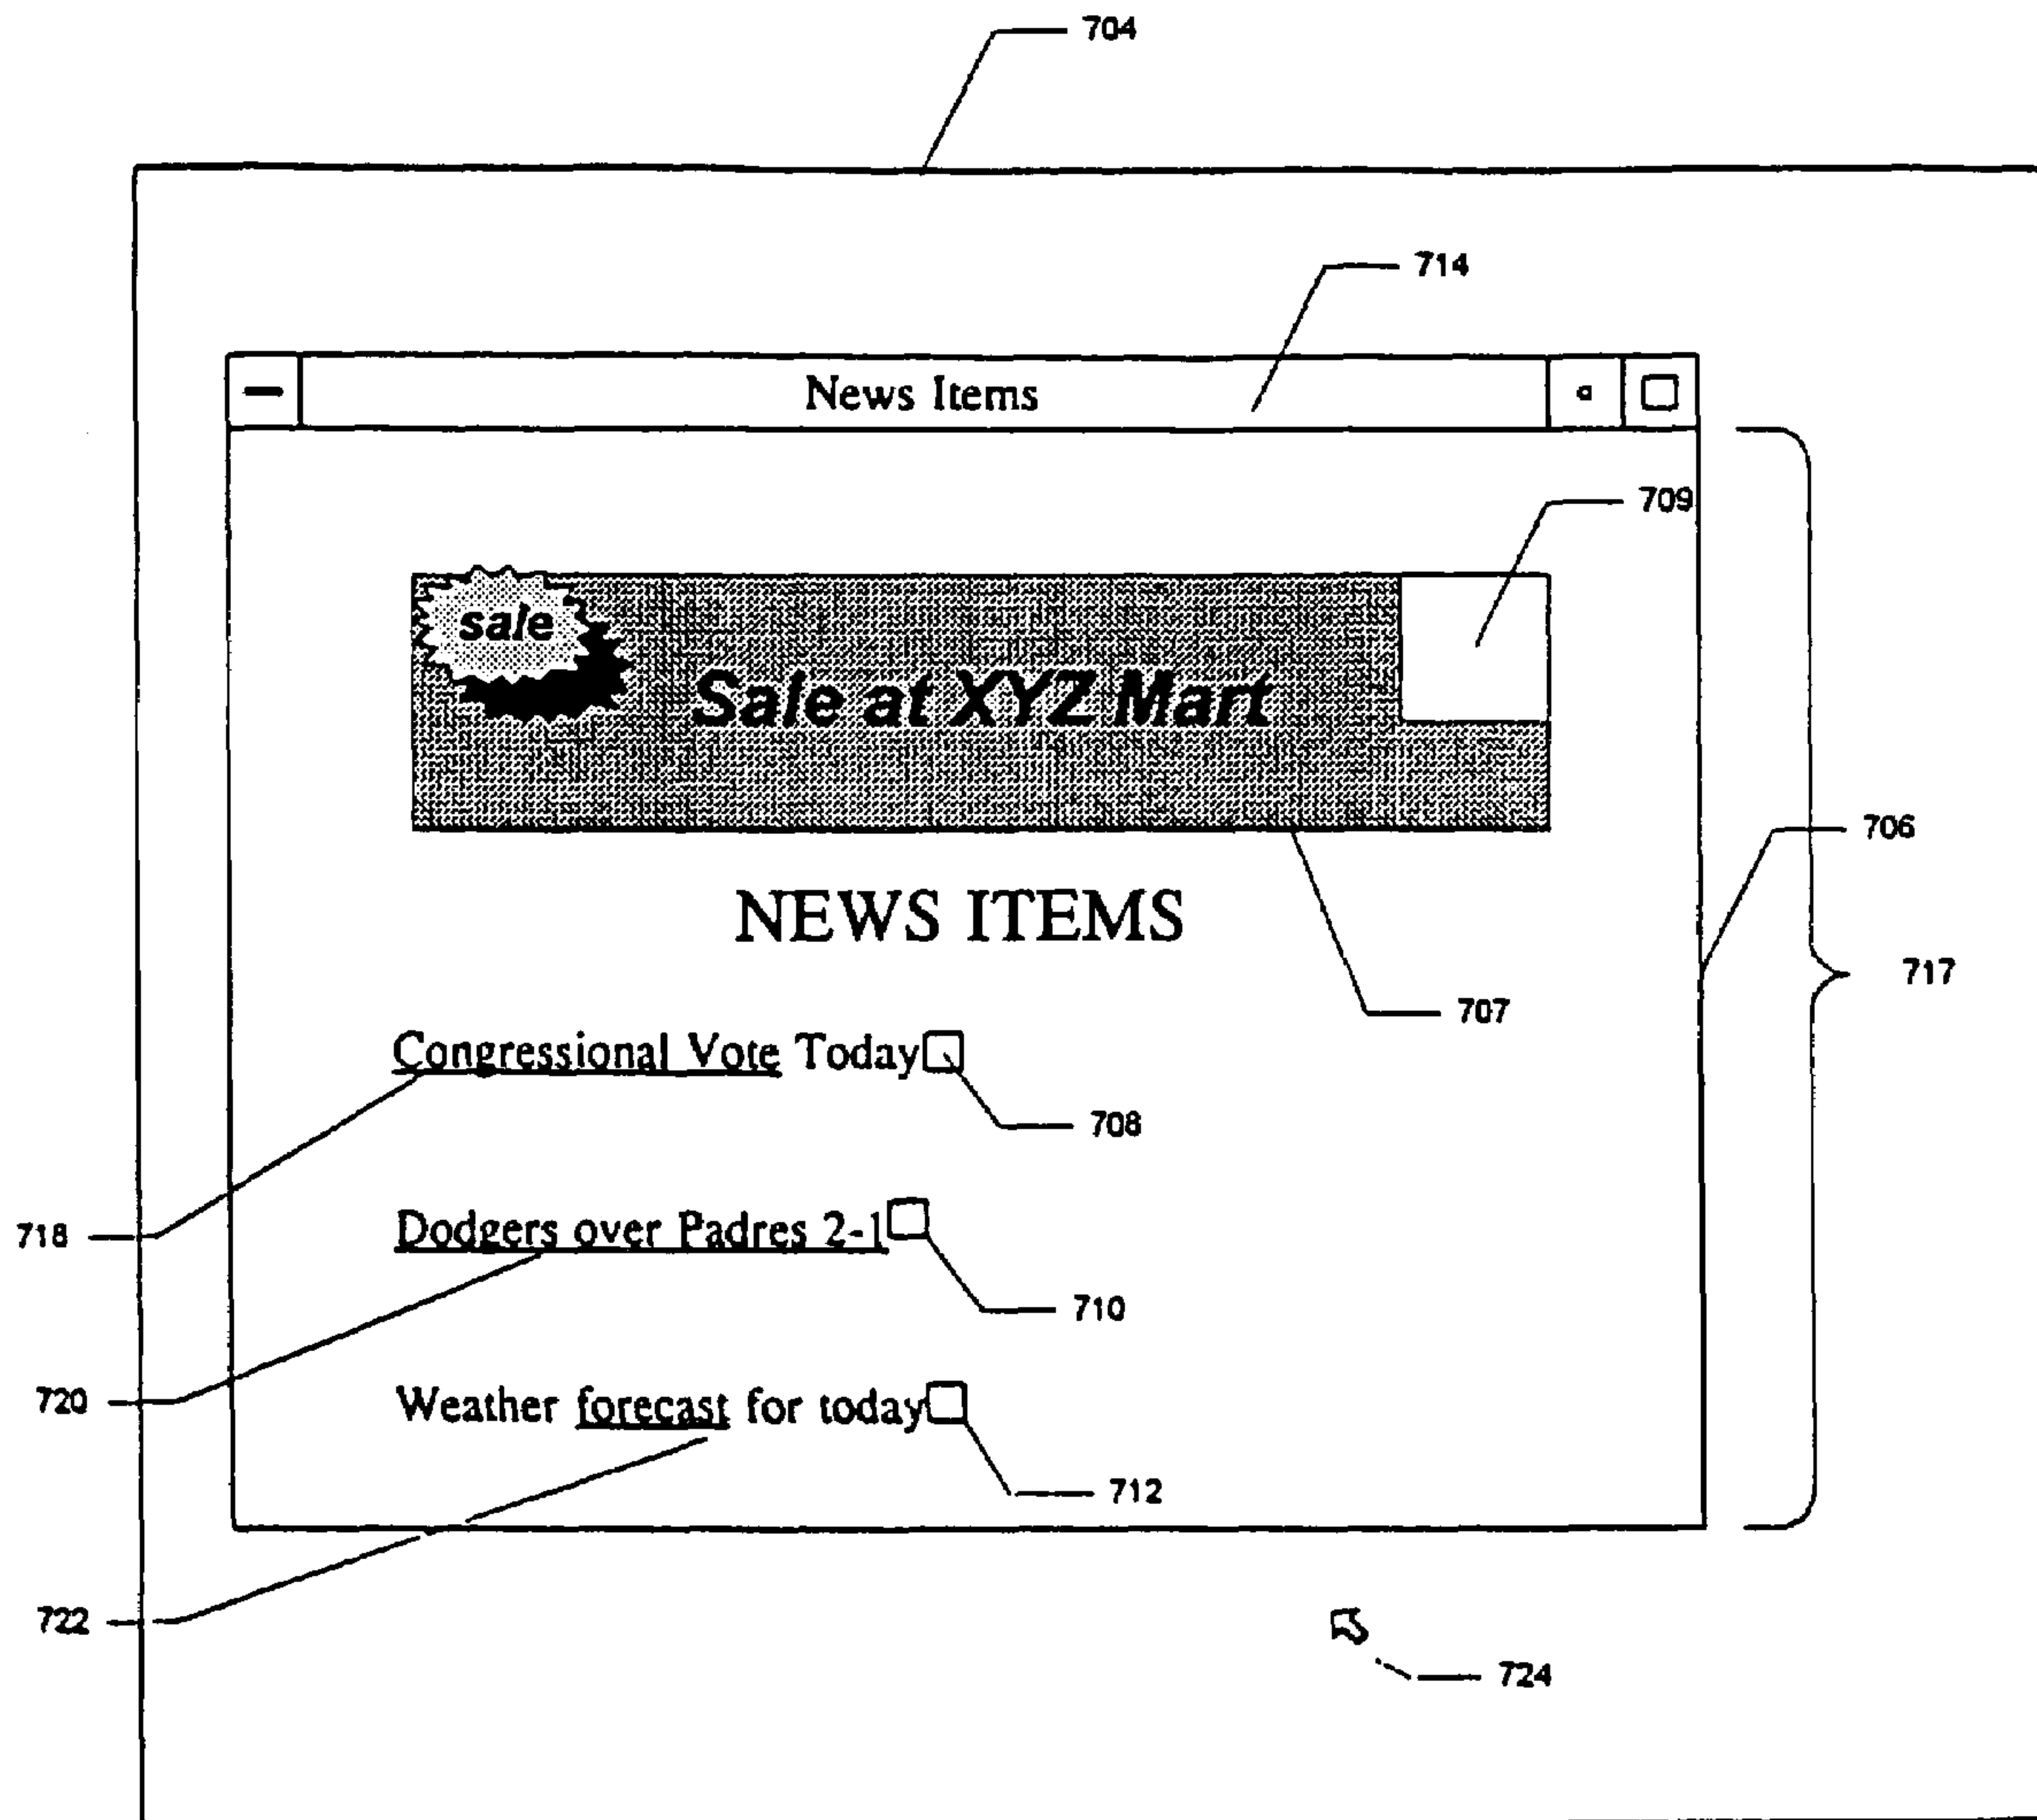 704
714
News Items
709
sale
Sale at XYZ Mart
706
NEWS ITEMS
717
707
Congressional Vote Today
708
718
Dodgers over Padres 2-1
710
720
Weather forecast for today
712
722
724